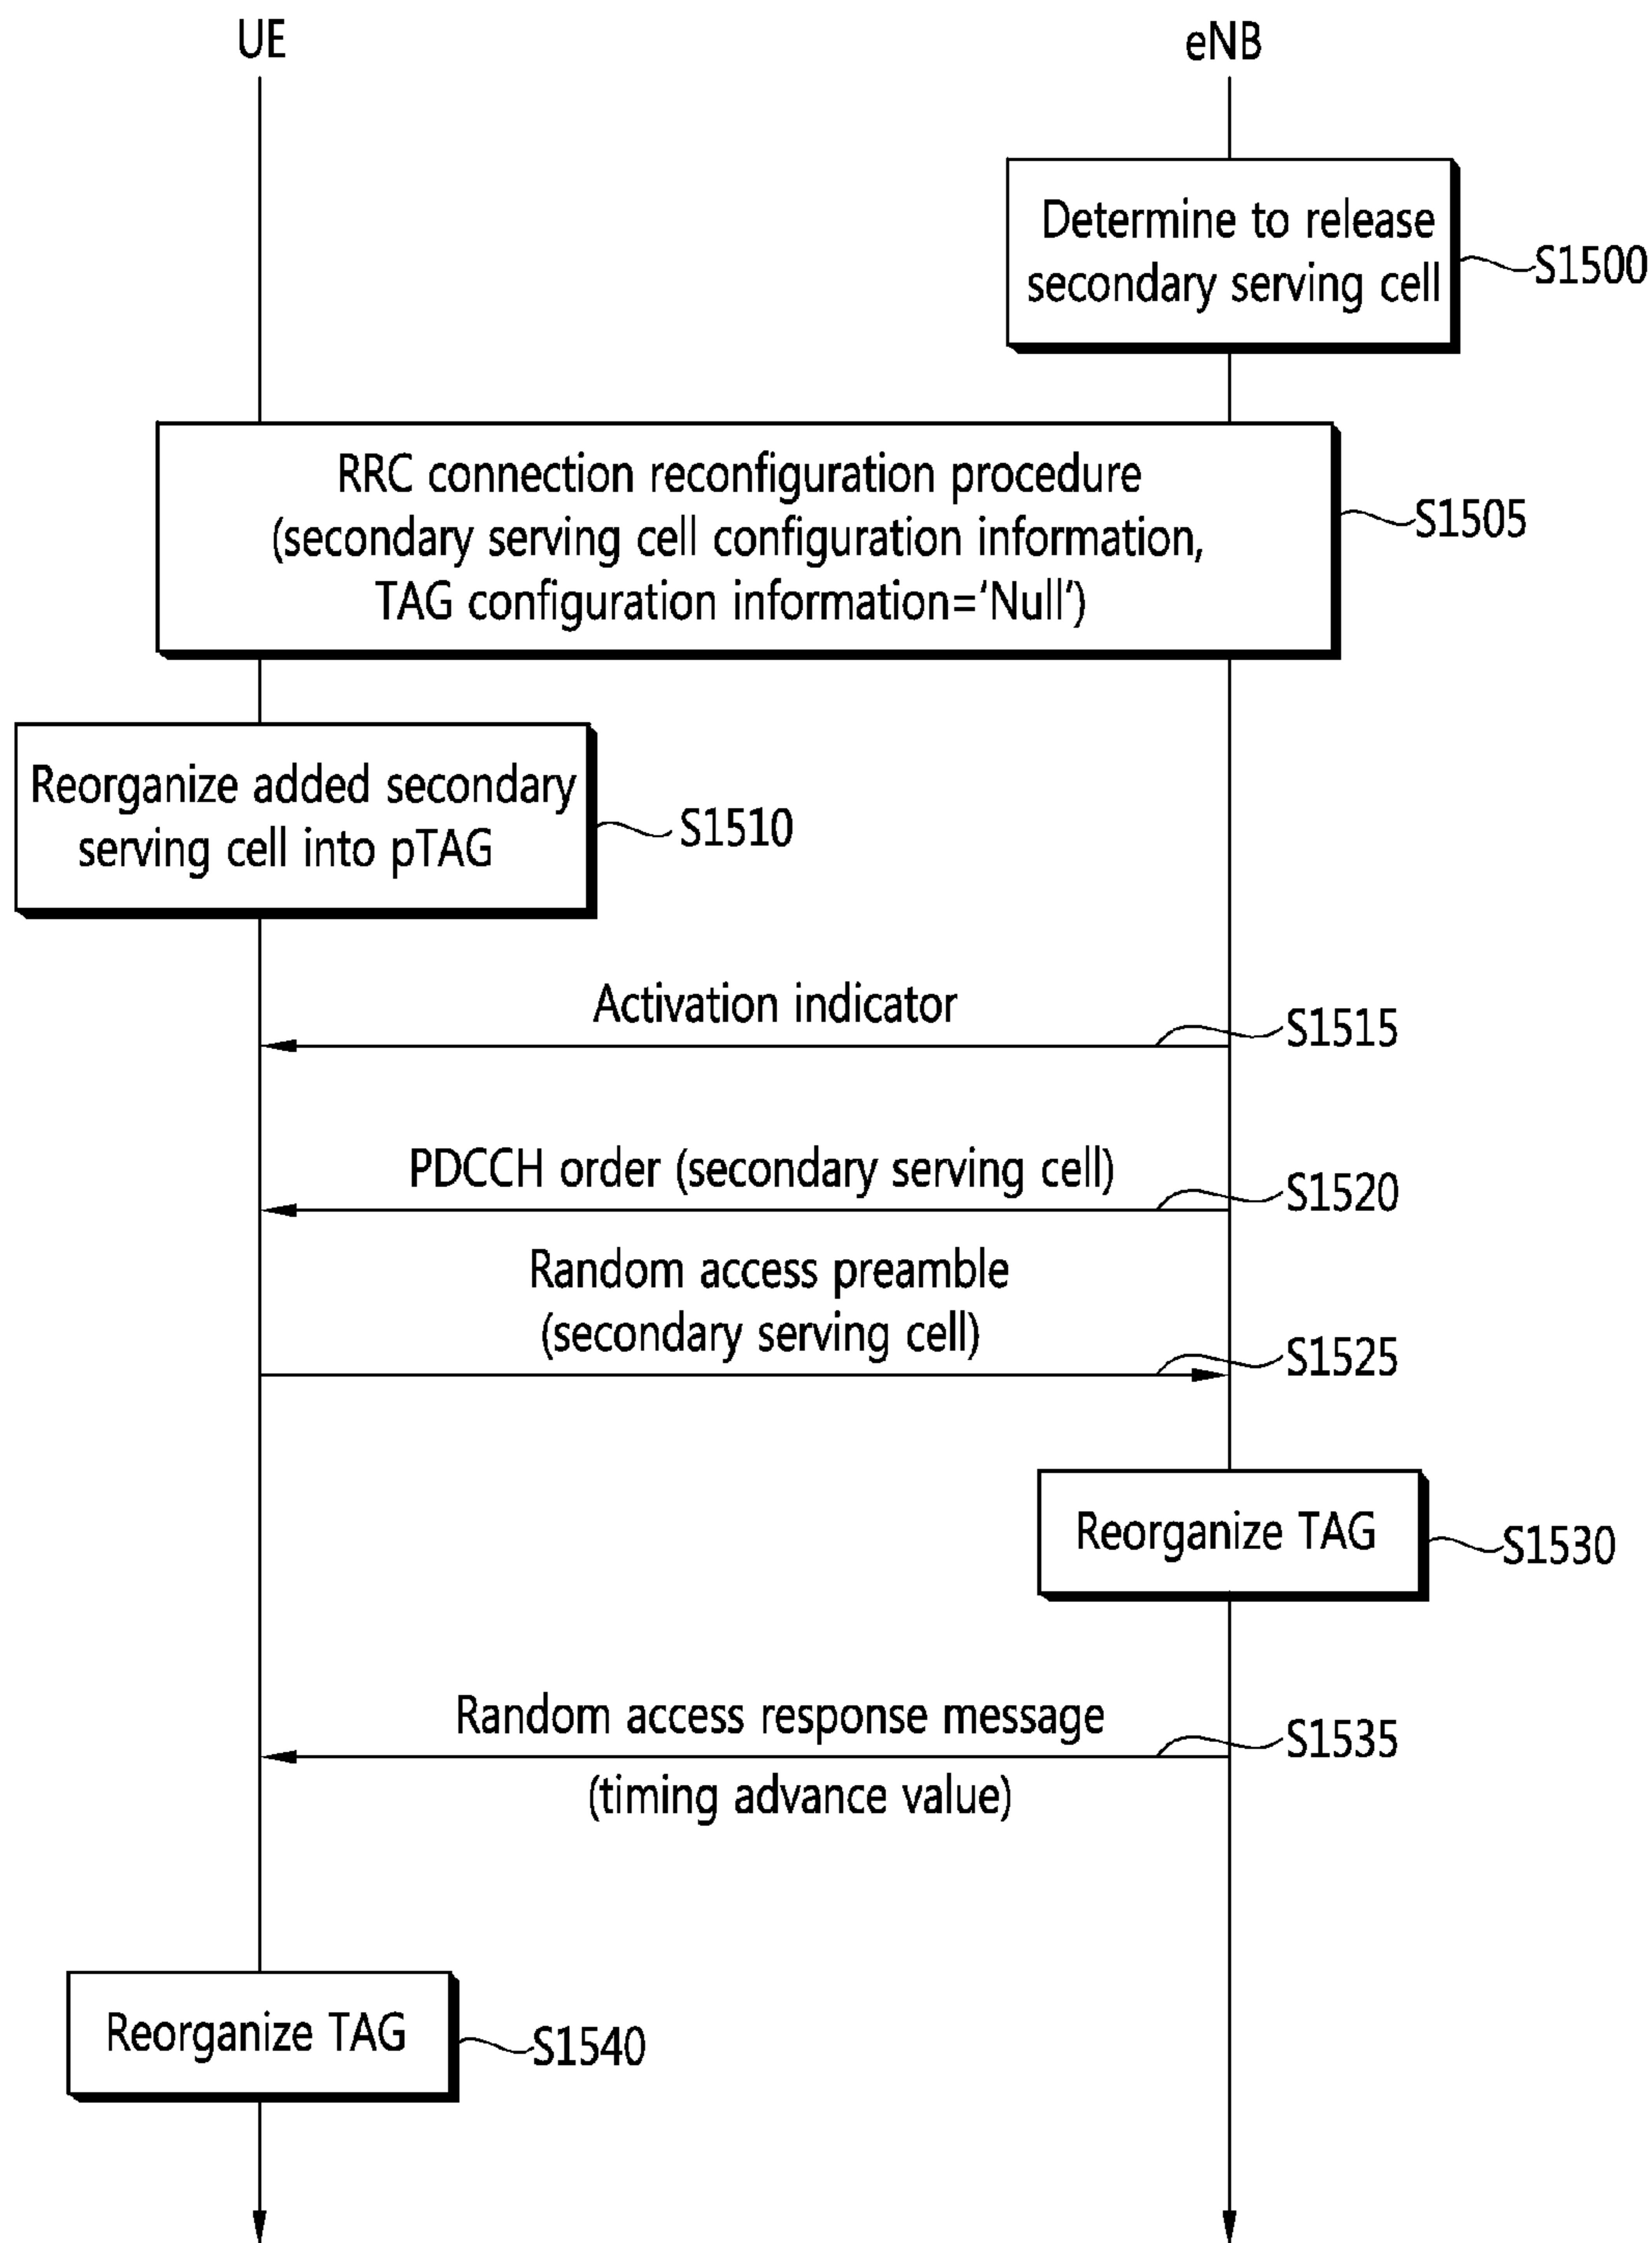 UE
eNB
Determine to release
secondary serving cell
S1500
RRC connection reconfiguration procedure
(secondary serving cell configuration information,
TAG configuration information=‘Null’)
S1505
Reorganize added secondary
serving cell into pTAG
S1510
Activation indicator
S1515
PDCCH order (secondary serving cell)
S1520
Random access preamble
(secondary serving cell)
S1525
Reorganize TAG
S1530
Random access response message
S1535
(timing advance value)
Reorganize TAG
S1540